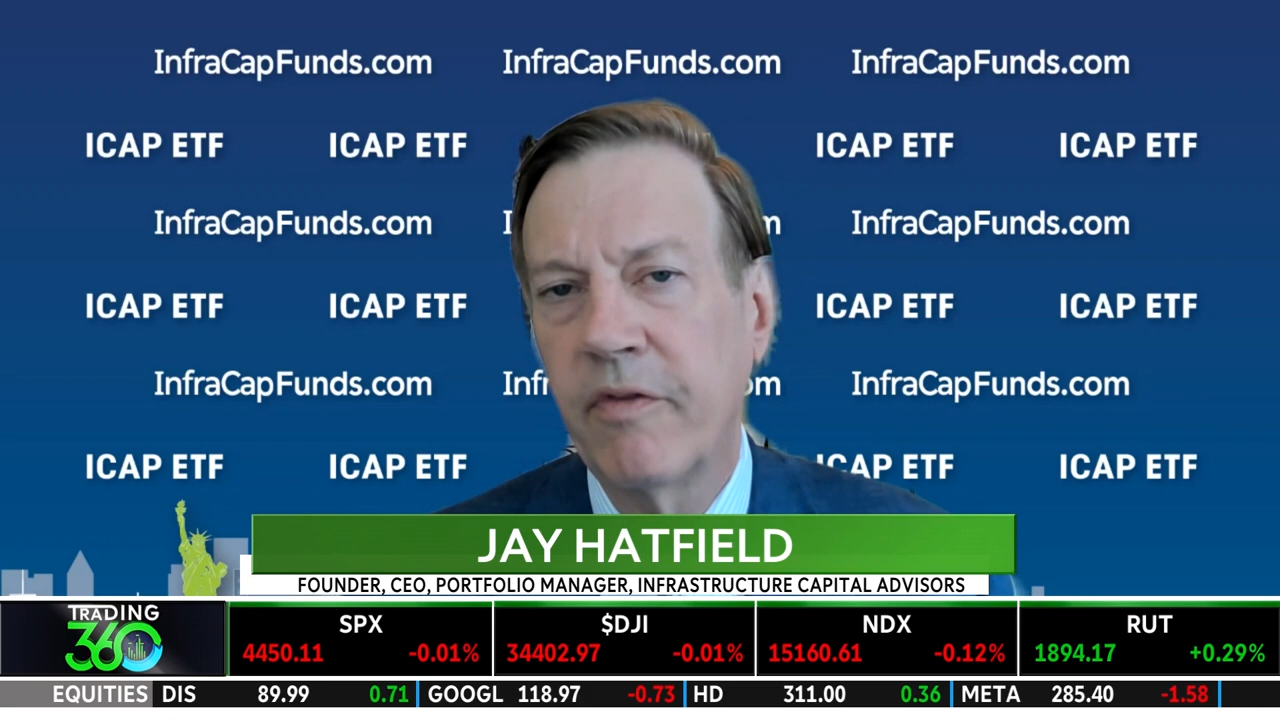 InfraCapFunds.com InfraCapFunds.com InfraCapFunds.com
ICAP ETF ICAP ETF ICAP ETF ICAP ETF
InfraCapFunds.com I m InfraCapFunds.com
ICAP ETF ICAP ETF ICAP ETF ICAP ETF
InfraCapFunds.com Inf om InfraCapFunds.com
ICAP ETF ICAP ETF CAP ETF ICAP ETF
JAY HATFIELD
FOUNDER, CEO, PORTFOLIO MANAGER, INFRASTRUCTURE CAPITAL ADVISORS
TRADING
360
SPX $DJI NDX RUT
4450.11 -0.01% 34402.97 -0.01% 15160.61 -0.12% 1894.17 +0.29%
EQUITIES DIS 89.99 0.71 GOOGL 118.97 -0.73 HD 311.00 0.36 META 285.40 -1.58